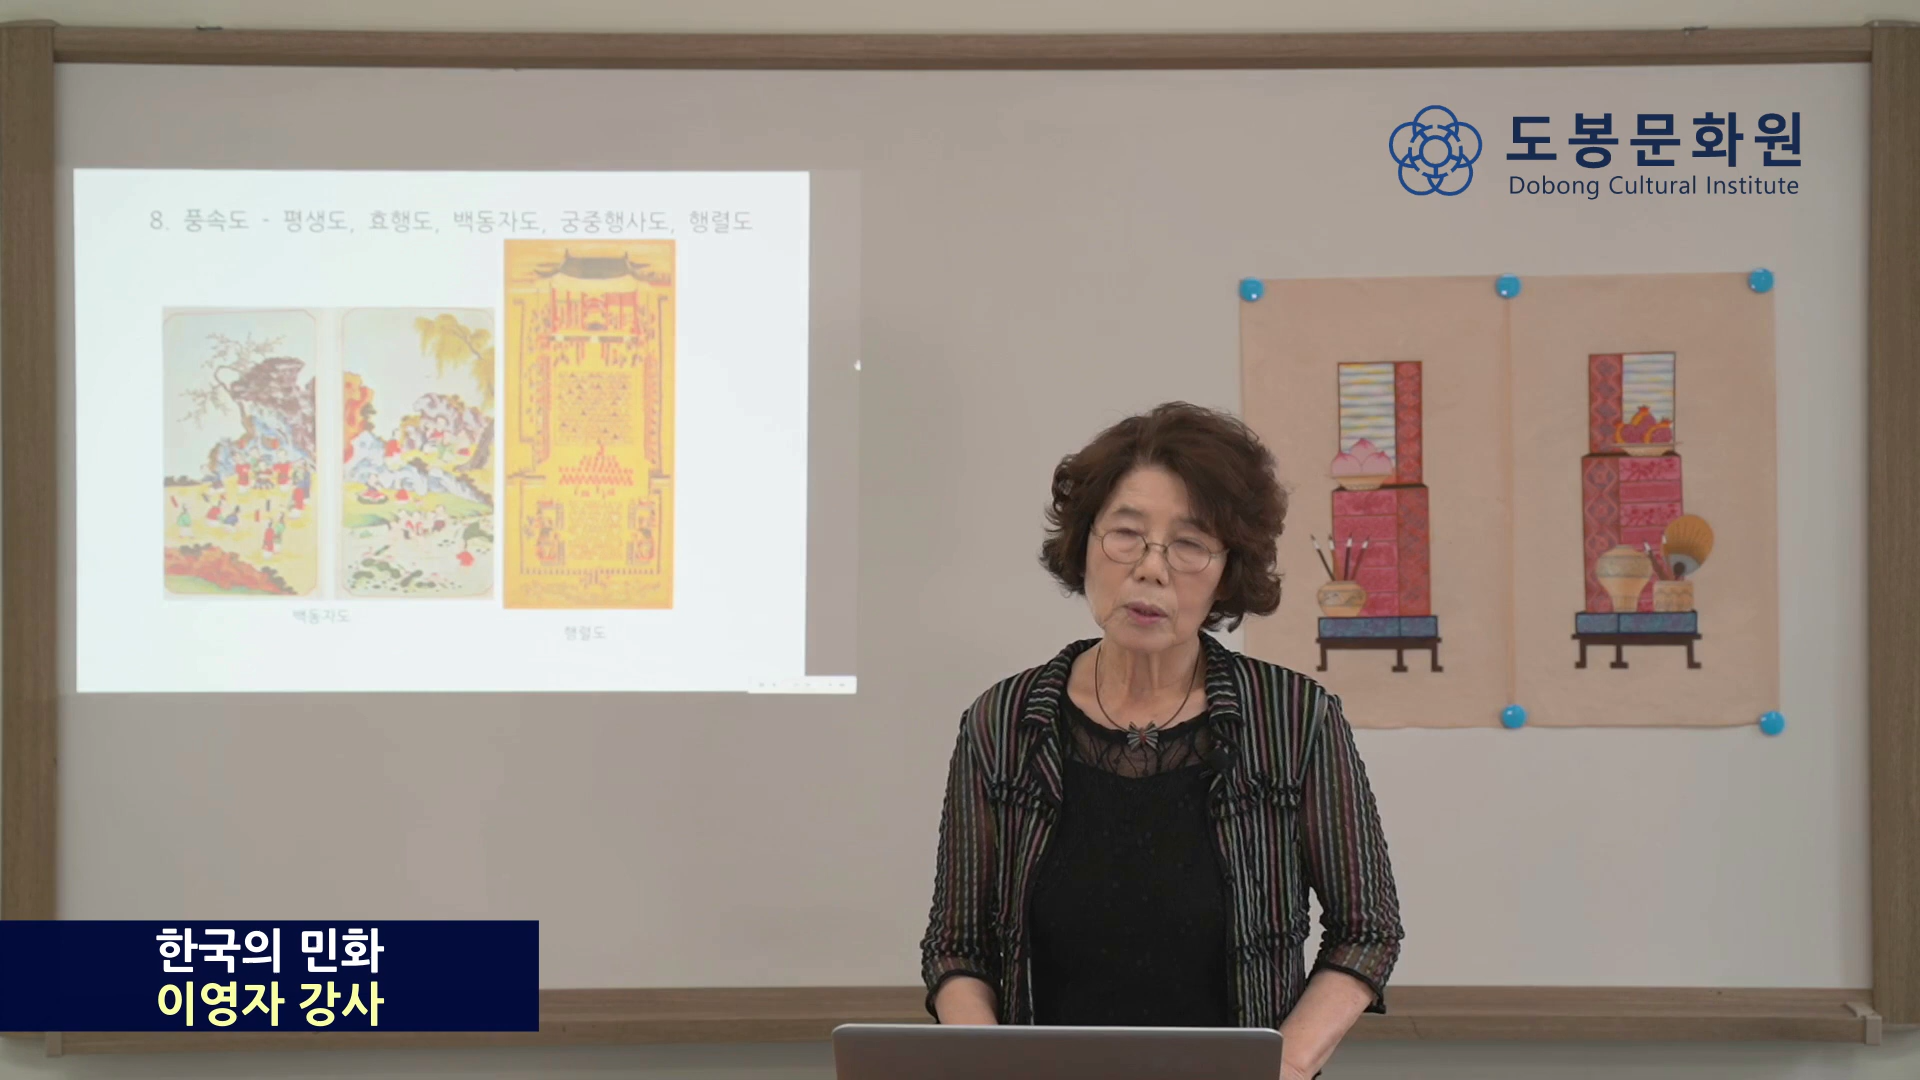 도봉문화원
Dobong Cultural Institute
8. 풍속도 - 평생도, 효행도, 백동자도, 궁중행사도, 행렬도
백동자도
행렬도
한국의 민화
이영자 강사